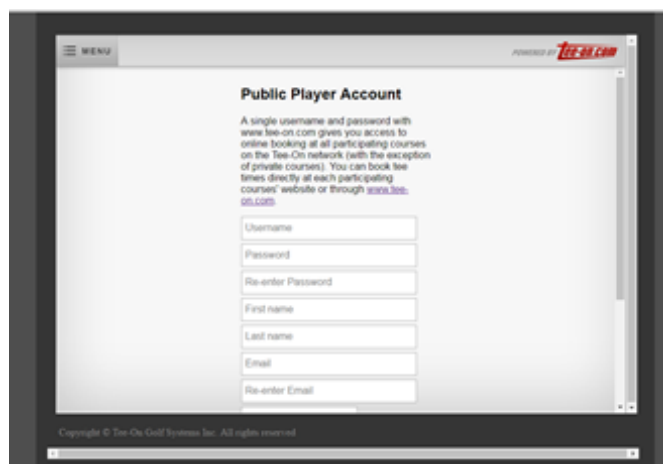 MENU
POWERED BY tee-on.com
Public Player Account
A single username and password with
www.tee-on.com gives you access to
online booking at all participating courses
on the Tee-On network (with the exception
of private courses). You can book tee
times directly at each participating
courses' website or through www.tee-
on.com.
Username
Password
Re-enter Password
First name
Last name
Email
Re-enter Email
Copyright © Tee-On Golf Systems Inc. All rights reserved